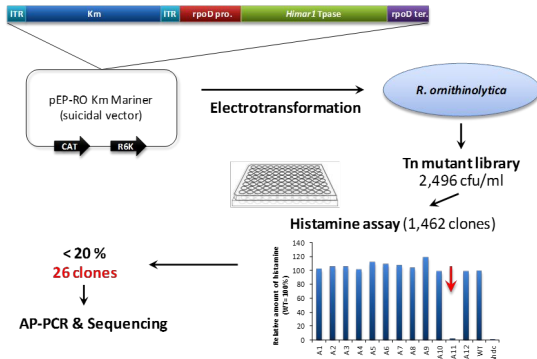 ITR Km ITR rpoD pro. Himar1 Tpase rpoD ter.
pEP-RO Km Mariner
(suicidal vector)
CAT R6K
Electrotransformation
R. ornithinolytica
Tn mutant library
2,496 cfu/ml
Histamine assay (1,462 clones)
< 20 %
26 clones
AP-PCR & Sequencing
Relative amount of histamine
(WT= 100%)
140
120
100
80
60
40
20
0
A1 A2 A3 A4 A5 A6 A7 A8 A9 A10 A11 A12 WT